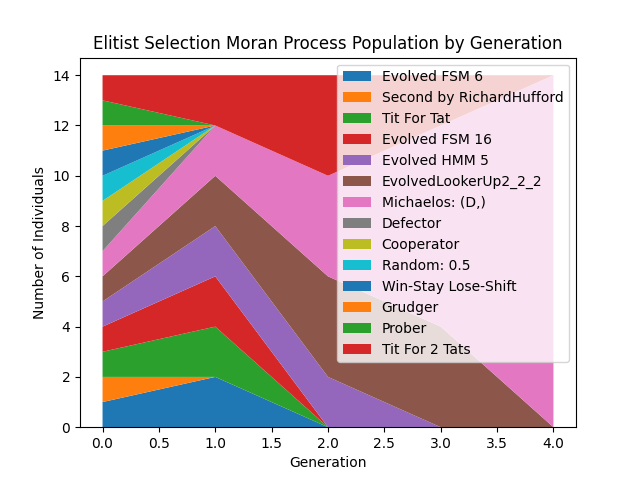 Elitist Selection Moran Process Population by Generation
14
12
10
8
6
4
2
0
Number of Individuals
Evolved FSM 6
Second by RichardHufford
Tit For Tat
Evolved FSM 16
Evolved HMM 5
EvolvedLookerUp2_2_2
Michaelos: (D,)
Defector
Cooperator
Random: 0.5
Win-Stay Lose-Shift
Grudger
Prober
Tit For 2 Tats
0.0 0.5 1.0 1.5 2.0 2.5 3.0 3.5 4.0
Generation